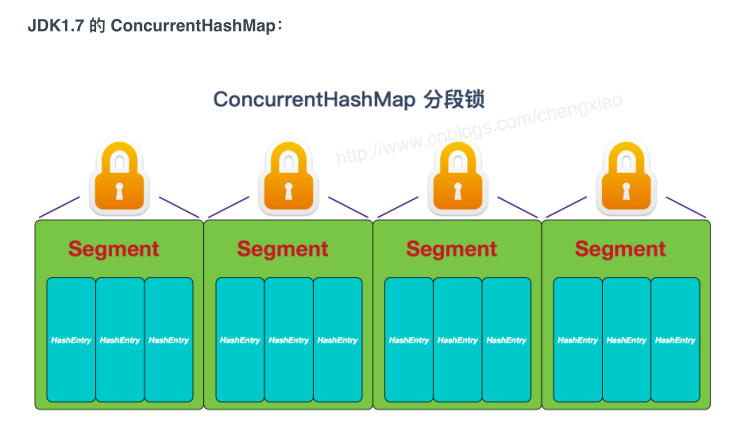 JDK1.7 的 ConcurrentHashMap：
ConcurrentHashMap 分段锁
http://www.cnblogs.com/chengxiao
Segment Segment Segment Segment
HashEntry HashEntry HashEntry HashEntry HashEntry HashEntry HashEntry HashEntry HashEntry HashEntry HashEntry HashEntry